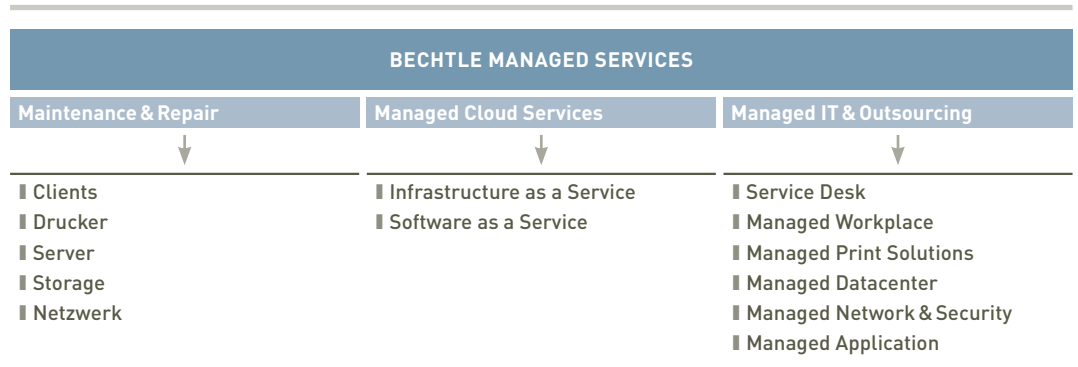 BECHTLE MANAGED SERVICES
Maintenance & Repair
Managed Cloud Services
Managed IT & Outsourcing
Clients
Drucker
Server
Storage
Netzwerk
Infrastructure as a Service
Software as a Service
Service Desk
Managed Workplace
Managed Print Solutions
Managed Datacenter
Managed Network & Security
Managed Application